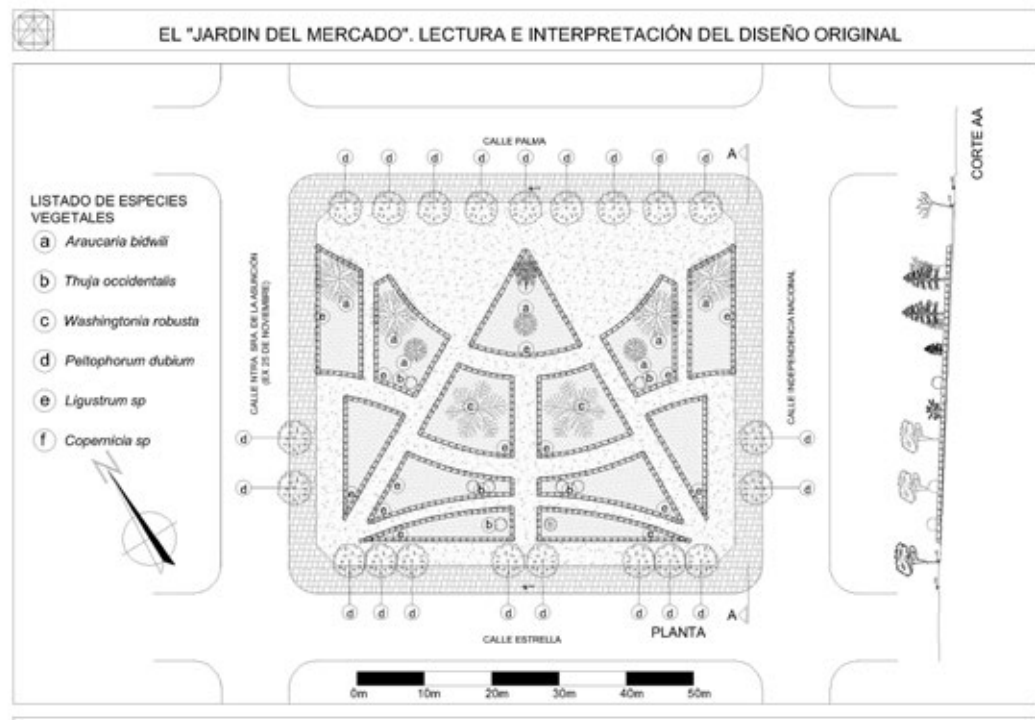 EL "JARDIN DEL MERCADO". LECTURA E INTERPRETACIÓN DEL DISEÑO ORIGINAL
CALLE PALMA
A
CORTE AA
d d d d d d d d d
LISTADO DE ESPECIES
VEGETALES
a Araucaria bidwili
b Thuja occidentalis
c Washingtonia robusta
d Peltophorum dubium
e Ligustrum sp
f Copernicia sp
N
CALLE NTRA. SRA. DE LA ASUNCIÓN
(EX 25 DE NOVIEMBRE)
CALLE INDEPENDENCIA NACIONAL
f
a a a a a
e e
a a
e b b e
e
c c
e e
d d
e e
e b b
d d
b
e e
d d d d d d d d
A
CALLE ESTRELLA
PLANTA
0m 10m 20m 30m 40m 50m